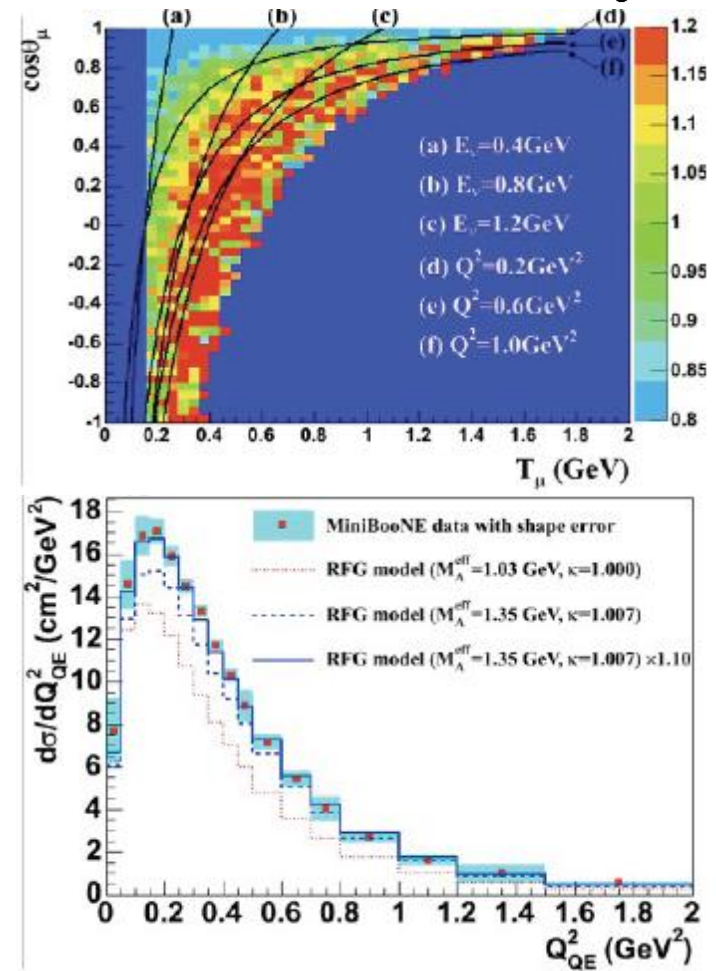 (a) (b) (c)
(d)
(e)
(f)
cosθμ
1
0.8
0.6
0.4
0.2
-0
-0.2
-0.4
-0.6
-0.8
-1
(a) Eν=0.4GeV
(b) Eν=0.8GeV
(c) Eν=1.2GeV
(d) Q²=0.2GeV²
(e) Q²=0.6GeV²
(f) Q²=1.0GeV²
1.2
1.15
1.1
1.05
1
0.95
0.9
0.85
0.8
0 0.2 0.4 0.6 0.8 1 1.2 1.4 1.6 1.8 2
Tμ (GeV)
dσ/dQ²QE (cm²/GeV²)
18
16
14
12
10
8
6
4
2
0
MiniBooNE data with shape error
RFG model (MAeff=1.03 GeV, κ=1.000)
RFG model (MAeff=1.35 GeV, κ=1.007)
RFG model (MAeff=1.35 GeV, κ=1.007) ×1.10
0 0.2 0.4 0.6 0.8 1 1.2 1.4 1.6 1.8 2
Q²QE (GeV²)